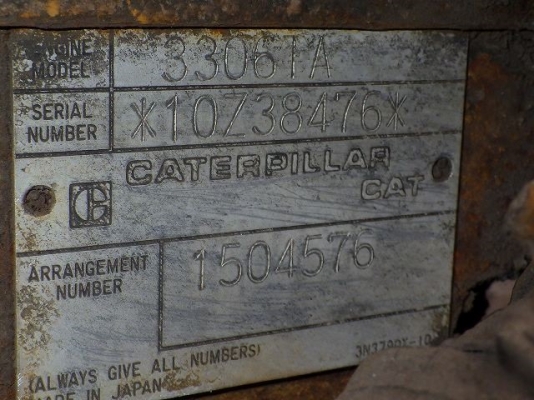 ENGINE MODEL 3306TA
SERIAL NUMBER *10Z38476*
CATERPILLAR
CAT
ARRANGEMENT NUMBER 1504576
(ALWAYS GIVE ALL NUMBERS)
MADE IN JAPAN